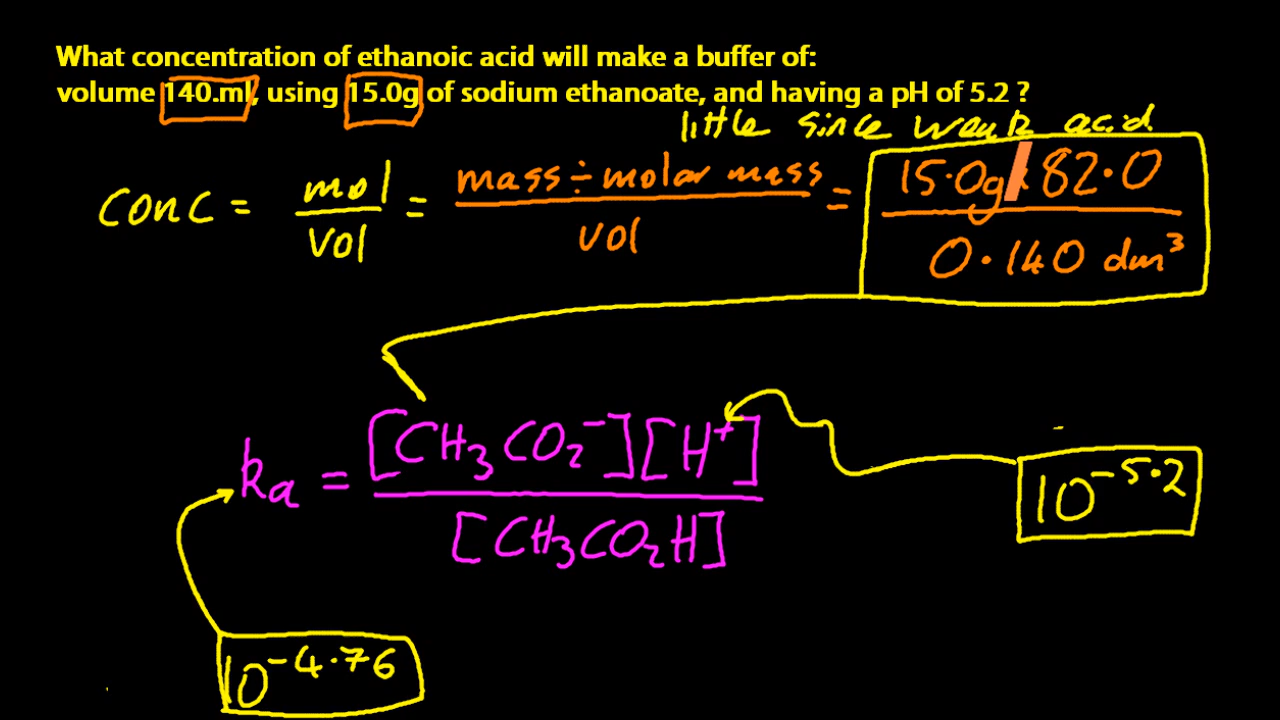 What concentration of ethanoic acid will make a buffer of:
volume 140.ml, using 15.0g of sodium ethanoate, and having a pH of 5.2 ?
little since weak acid
conc = mol / vol = mass ÷ molar mass / vol = 15.0g / 82.0 / 0.140 dm³
ka = [CH₃CO₂⁻][H⁺] / [CH₃CO₂H]
10⁻⁵·²
10⁻⁴·⁷⁶